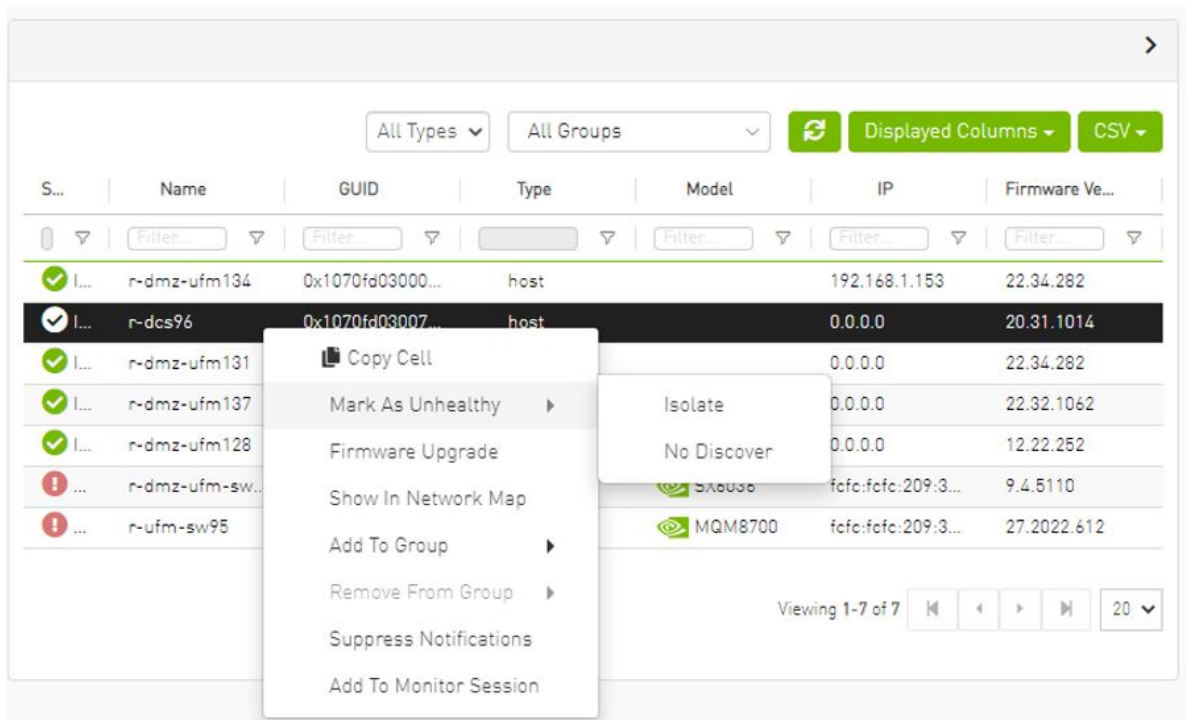 All Types All Groups Displayed Columns CSV
S... Name GUID Type Model IP Firmware Ve...
Filter... Filter... Filter... Filter... Filter...
I... r-dmz-ufm134 0x1070fd03000... host 192.168.1.153 22.34.282
I... r-dcs96 0x1070fd03007... host 0.0.0.0 20.31.1014
Copy Cell
I... r-dmz-ufm131 0.0.0.0 22.34.282
I... r-dmz-ufm137 Mark As Unhealthy Isolate 0.0.0.0 22.32.1062
I... r-dmz-ufm128 Firmware Upgrade No Discover 0.0.0.0 12.22.252
... r-dmz-ufm-sw... SX6036 fcfc:fcfc:209:3... 9.4.5110
Show In Network Map
... r-ufm-sw95 MQM8700 fcfc:fcfc:209:3... 27.2022.612
Add To Group
Remove From Group
Viewing 1-7 of 7 20
Suppress Notifications
Add To Monitor Session